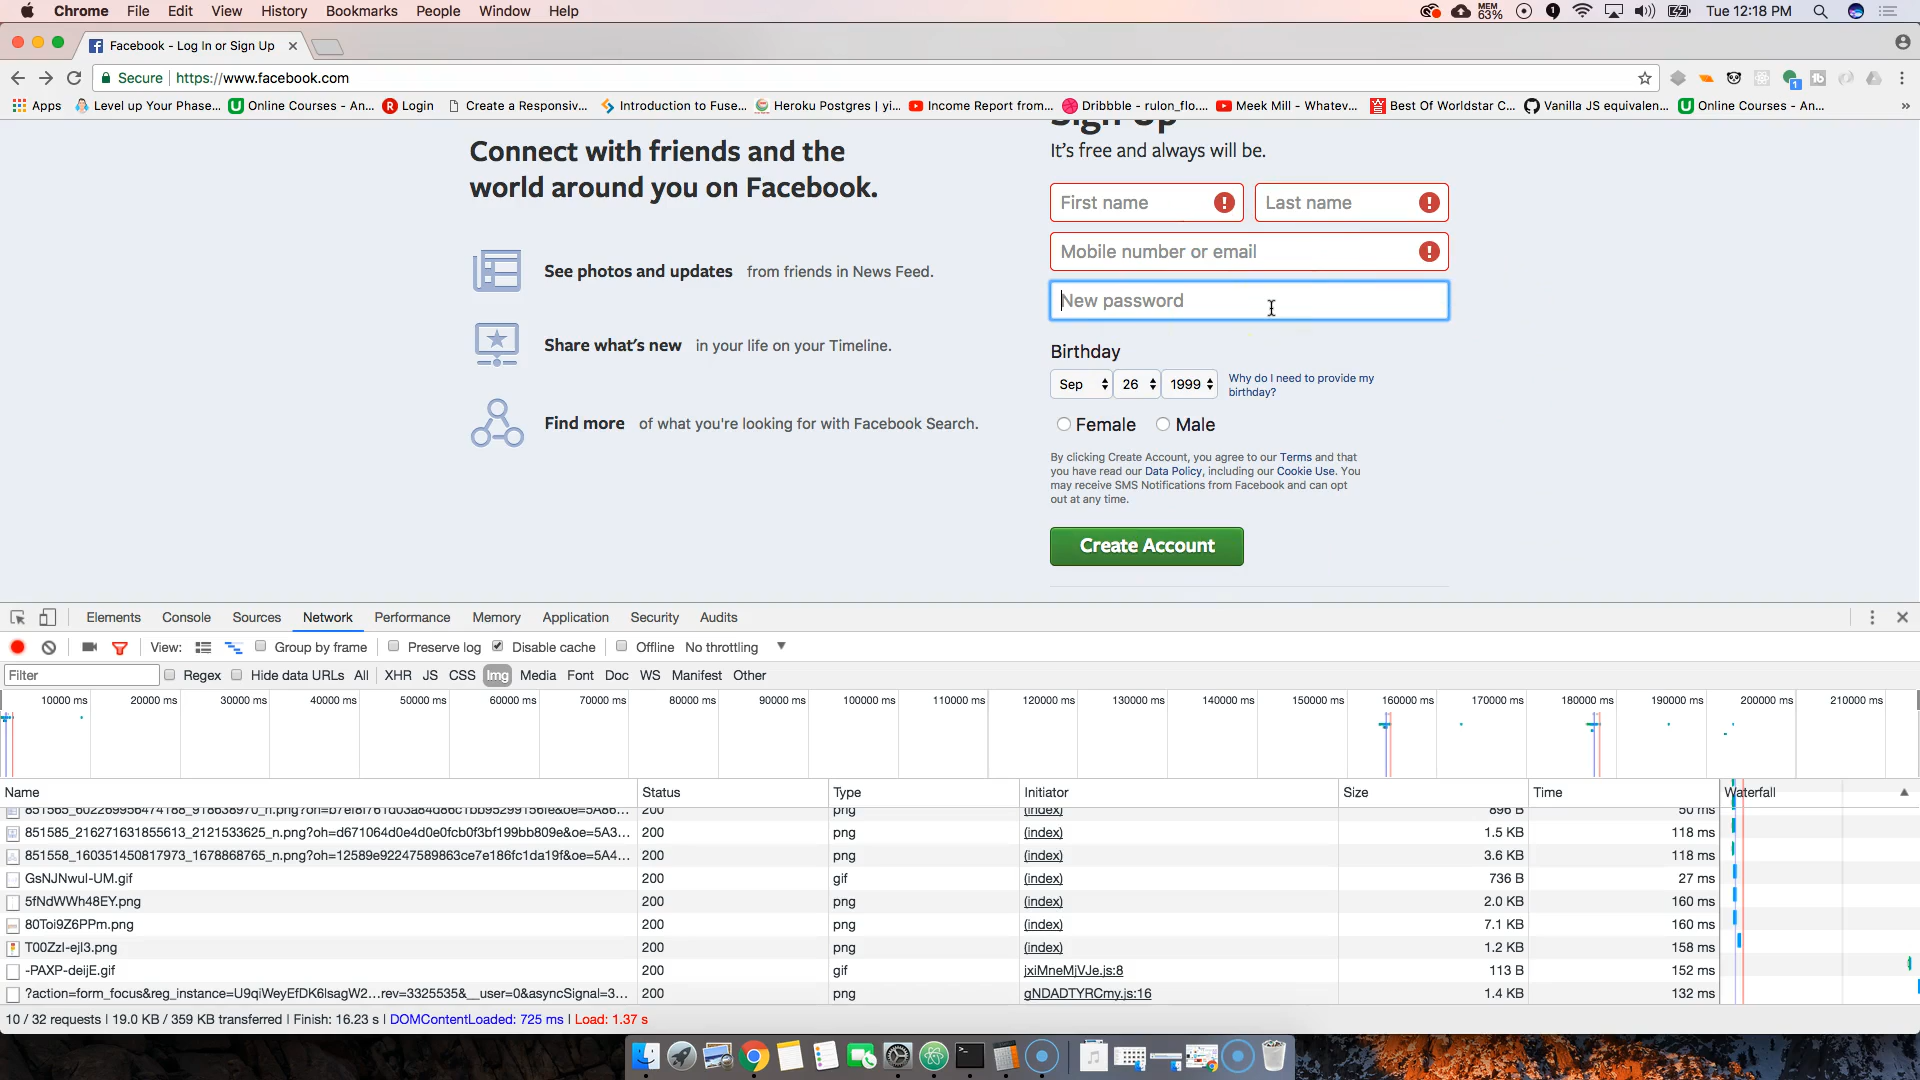 Chrome File Edit View History Bookmarks People Window Help MEM 63% Tue 12:18 PM
Facebook - Log In or Sign Up
Secure https://www.facebook.com
Apps Level up Your Phase... Online Courses - An... Login Create a Responsiv... Introduction to Fuse... Heroku Postgres | yi... Income Report from... Dribbble - rulon_flo.... Meek Mill - Whatev... Best Of Worldstar C... Vanilla JS equivalen... Online Courses - An...
Sign Up
It's free and always will be.
Connect with friends and the
world around you on Facebook.
First name Last name
Mobile number or email
New password
See photos and updates from friends in News Feed.
Share what's new in your life on your Timeline.
Find more of what you're looking for with Facebook Search.
Birthday
Sep 26 1999
Why do I need to provide my
birthday?
Female Male
By clicking Create Account, you agree to our Terms and that
you have read our Data Policy, including our Cookie Use. You
may receive SMS Notifications from Facebook and can opt
out at any time.
Create Account
Elements Console Sources Network Performance Memory Application Security Audits
View: Group by frame Preserve log Disable cache Offline No throttling
Filter Regex Hide data URLs All XHR JS CSS Img Media Font Doc WS Manifest Other
10000 ms 20000 ms 30000 ms 40000 ms 50000 ms 60000 ms 70000 ms 80000 ms 90000 ms 100000 ms 110000 ms 120000 ms 130000 ms 140000 ms 150000 ms 160000 ms 170000 ms 180000 ms 190000 ms 200000 ms 210000 ms
Name Status Type Initiator Size Time Waterfall
200 png (index) 896 B 50 ms
851585_216271631855613_2121533625_n.png?oh=d671064d0e4d0e0fcb0f3bf199bb809e&oe=5A3... 200 png (index) 1.5 KB 118 ms
851558_160351450817973_1678868765_n.png?oh=12589e92247589863ce7e186fc1da19f&oe=5A4... 200 png (index) 3.6 KB 118 ms
GsNJNwuI-UM.gif 200 gif (index) 736 B 27 ms
5fNdWWh48EY.png 200 png (index) 2.0 KB 160 ms
80Toi9Z6PPm.png 200 png (index) 7.1 KB 160 ms
T00ZzI-ejl3.png 200 png (index) 1.2 KB 158 ms
-PAXP-deijE.gif 200 gif jxiMneMjVJe.js:8 113 B 152 ms
?action=form_focus&reg_instance=U9qiWeyEfDK6lsagW2...rev=3325535&__user=0&asyncSignal=3... 200 png gNDADTYRCmy.js:16 1.4 KB 132 ms
10 / 32 requests | 19.0 KB / 359 KB transferred | Finish: 16.23 s | DOMContentLoaded: 725 ms | Load: 1.37 s